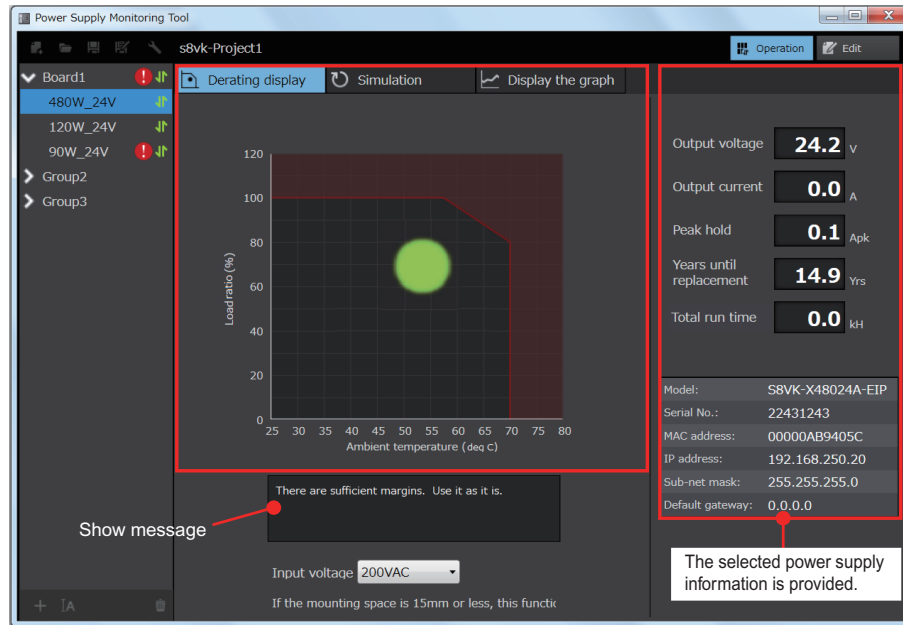 Power Supply Monitoring Tool
s8vk-Project1
Operation
Edit
Board1
480W_24V
120W_24V
90W_24V
Group2
Group3
Derating display
Simulation
Display the graph
120
100
80
60
40
20
0
Load ratio (%)
25 30 35 40 45 50 55 60 65 70 75 80
Ambient temperature (deg C)
There are sufficient margins. Use it as it is.
Show message
Input voltage 200VAC
If the mounting space is 15mm or less, this functic
Output voltage 24.2 V
Output current 0.0 A
Peak hold 0.1 Apk
Years until
replacement 14.9 Yrs
Total run time 0.0 kH
Model: S8VK-X48024A-EIP
Serial No.: 22431243
MAC address: 00000AB9405C
IP address: 192.168.250.20
Sub-net mask: 255.255.255.0
Default gateway: 0.0.0.0
The selected power supply
information is provided.